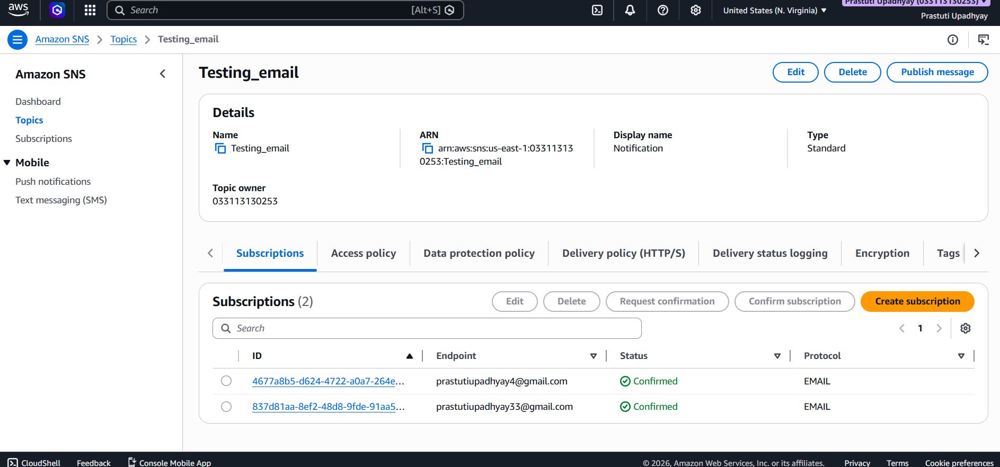 aws
Search [Alt+S]
United States (N. Virginia)
Prastuti Upadhyay (033113130253)
Prastuti Upadhyay
Amazon SNS Topics Testing_email
Amazon SNS
Dashboard
Topics
Subscriptions
Mobile
Push notifications
Text messaging (SMS)
Testing_email
Edit Delete Publish message
Details
Name
Testing_email
ARN
arn:aws:sns:us-east-1:03311313
0253:Testing_email
Display name
Notification
Type
Standard
Topic owner
033113130253
Subscriptions Access policy Data protection policy Delivery policy (HTTP/S) Delivery status logging Encryption Tags
Subscriptions (2)
Edit Delete Request confirmation Confirm subscription Create subscription
Search
1
ID Endpoint Status Protocol
4677a8b5-d624-4722-a0a7-264e... prastutiupadhyay4@gmail.com Confirmed EMAIL
837d81aa-8ef2-48d8-9fde-91aa5... prastutiupadhyay33@gmail.com Confirmed EMAIL
CloudShell Feedback Console Mobile App © 2026, Amazon Web Services, Inc. or its affiliates. Privacy Terms Cookie preferences